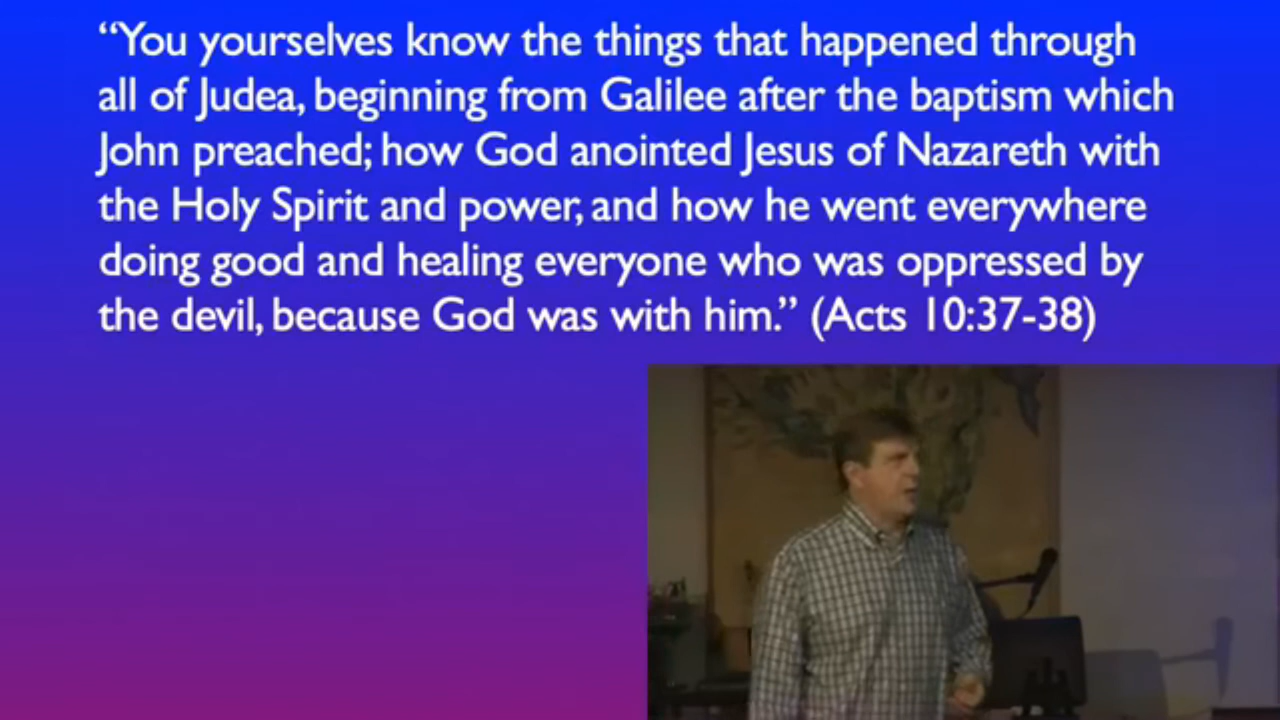 “You yourselves know the things that happened through
all of Judea, beginning from Galilee after the baptism which
John preached; how God anointed Jesus of Nazareth with
the Holy Spirit and power, and how he went everywhere
doing good and healing everyone who was oppressed by
the devil, because God was with him.” (Acts 10:37-38)